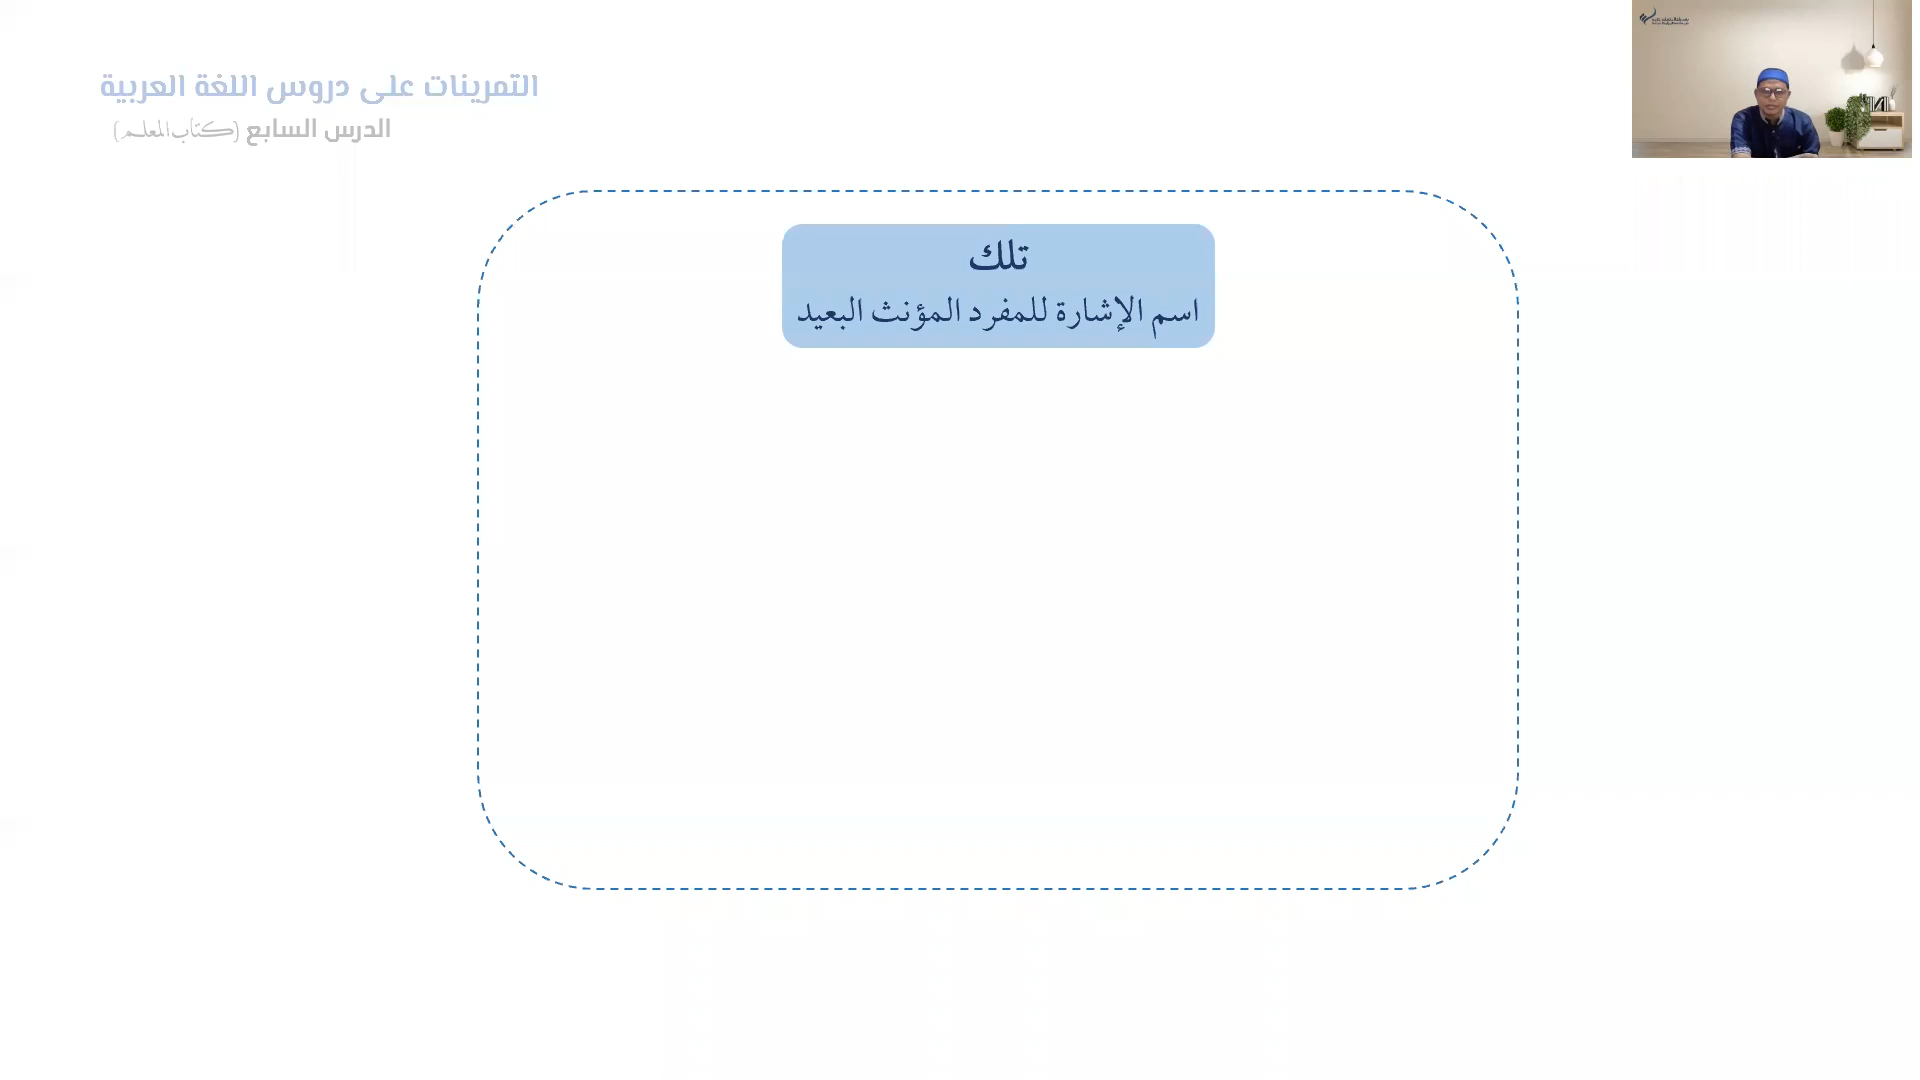 التمرينات على دروس اللغة العربية
الدرس السابع (كتاب المعلم)
تلك
اسم الإشارة للمفرد المؤنث البعيد